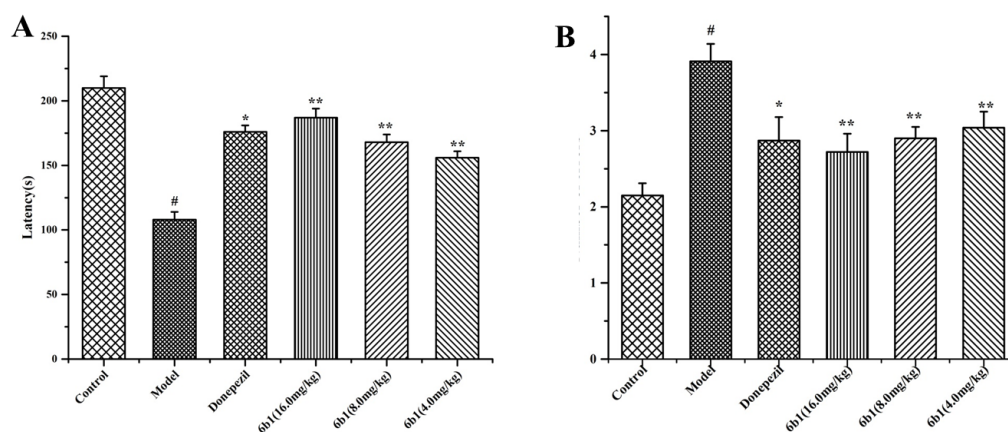 A
250
200
150
100
50
0
Latency(s)
#
*
**
**
**
Control
Model
Donepezil
6b1(16.0mg/kg)
6b1(8.0mg/kg)
6b1(4.0mg/kg)
B
4
3
2
1
0
#
*
**
**
**
Control
Model
Donepezil
6b1(16.0mg/kg)
6b1(8.0mg/kg)
6b1(4.0mg/kg)